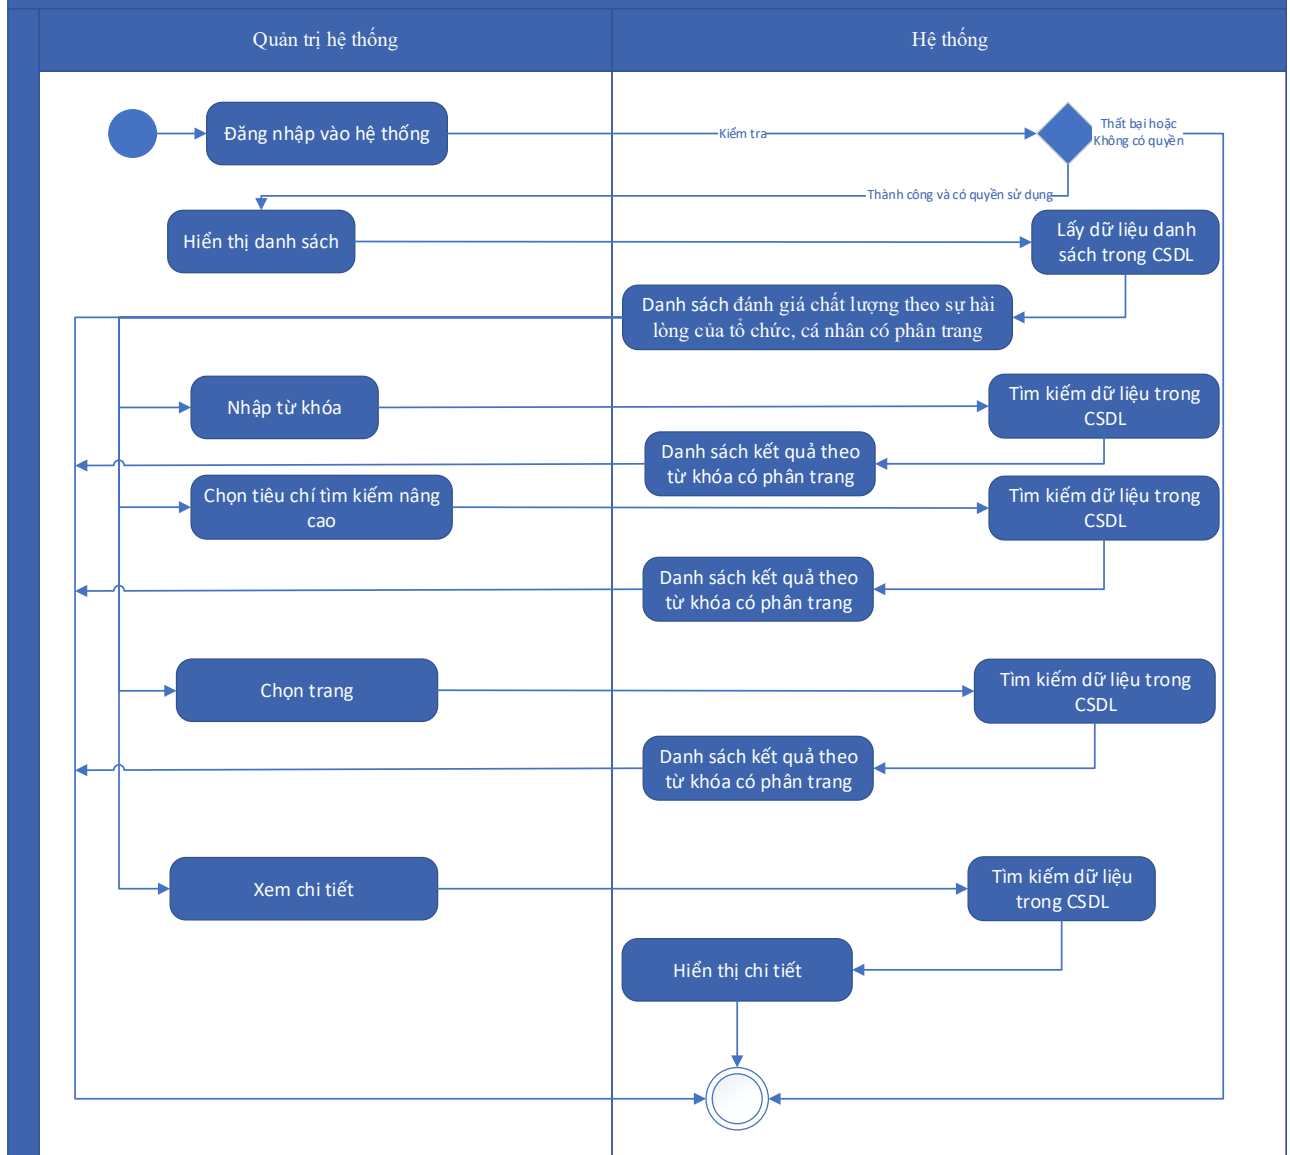 Quản trị hệ thống
Hệ thống
Đăng nhập vào hệ thống
Kiểm tra
Thất bại hoặc
Không có quyền
Thành công và có quyền sử dụng
Hiển thị danh sách
Lấy dữ liệu danh
sách trong CSDL
Danh sách đánh giá chất lượng theo sự hài
lòng của tổ chức, cá nhân có phân trang
Nhập từ khóa
Tìm kiếm dữ liệu trong
CSDL
Danh sách kết quả theo
từ khóa có phân trang
Chọn tiêu chí tìm kiếm nâng
cao
Tìm kiếm dữ liệu trong
CSDL
Danh sách kết quả theo
từ khóa có phân trang
Chọn trang
Tìm kiếm dữ liệu trong
CSDL
Danh sách kết quả theo
từ khóa có phân trang
Xem chi tiết
Tìm kiếm dữ liệu
trong CSDL
Hiển thị chi tiết